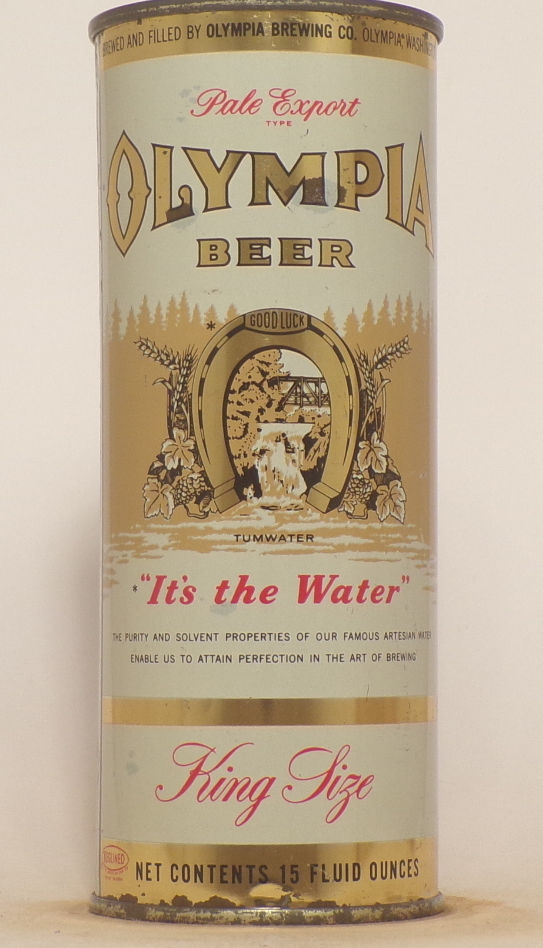 BREWED AND FILLED BY OLYMPIA BREWING CO. OLYMPIA, WASHIN
Pale Export
TYPE
OLYMPIA
BEER
* GOOD LUCK
TUMWATER
*"It's the Water"
THE PURITY AND SOLVENT PROPERTIES OF OUR FAMOUS ARTESIAN WATER
ENABLE US TO ATTAIN PERFECTION IN THE ART OF BREWING
King Size
NET CONTENTS 15 FLUID OUNCES